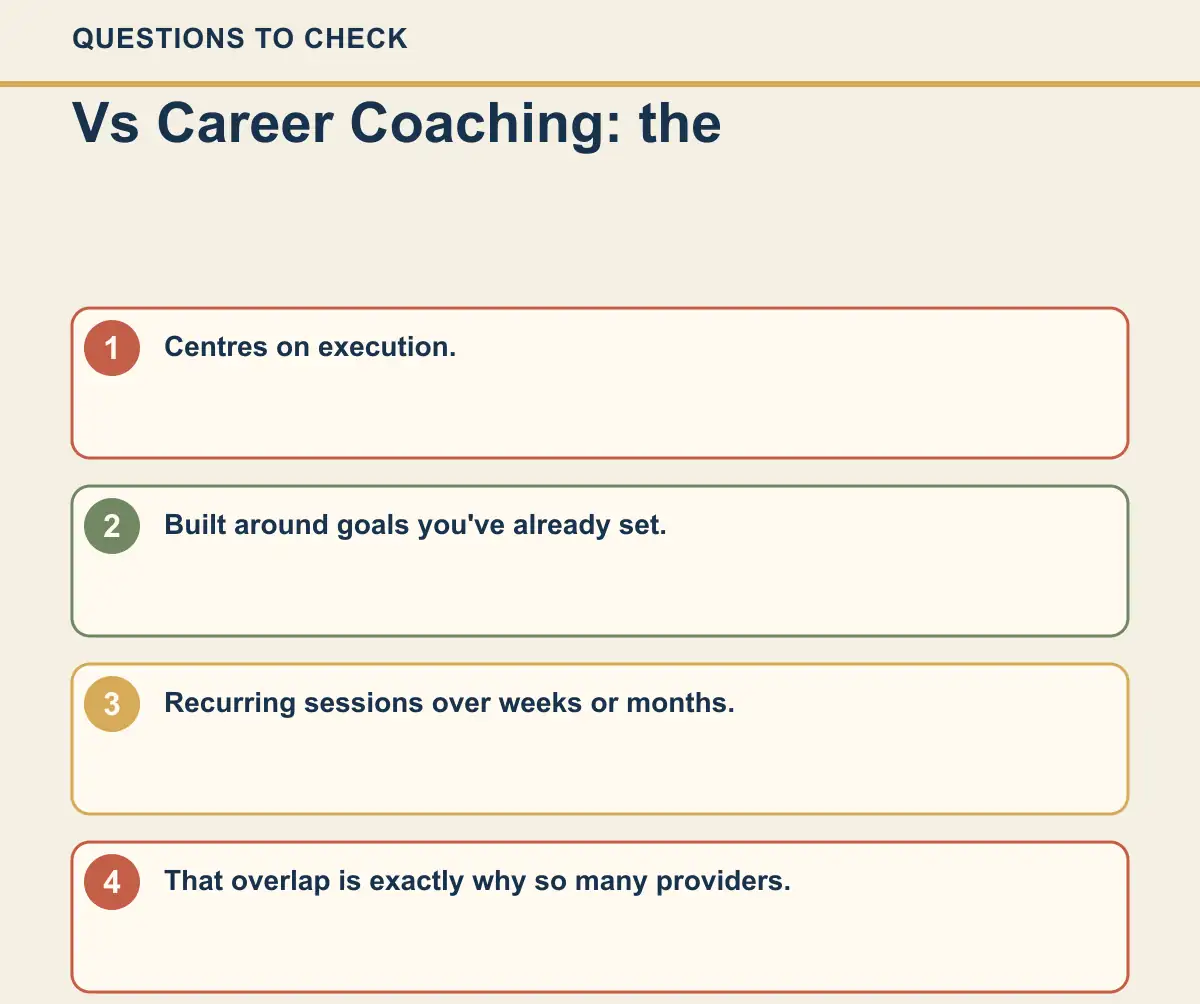 QUESTIONS TO CHECK
Vs Career Coaching: the
1 Centres on execution.
2 Built around goals you've already set.
3 Recurring sessions over weeks or months.
4 That overlap is exactly why so many providers.